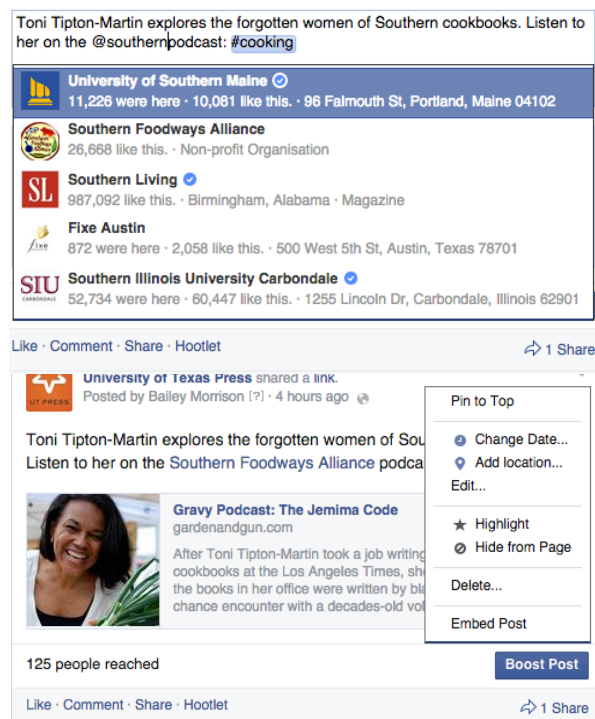 Toni Tipton-Martin explores the forgotten women of Southern cookbooks. Listen to
her on the @southernpodcast: #cooking
University of Southern Maine
11,226 were here · 10,081 like this. · 96 Falmouth St, Portland, Maine 04102
Southern Foodways Alliance
26,668 like this. · Non-profit Organisation
SL
Southern Living
987,092 like this. · Birmingham, Alabama · Magazine
fixe
Fixe Austin
872 were here · 2,058 like this. · 500 West 5th St, Austin, Texas 78701
SIU
CARBONDALE
Southern Illinois University Carbondale
52,734 were here · 60,447 like this. · 1255 Lincoln Dr, Carbondale, Illinois 62901
Like · Comment · Share · Hootlet
1 Share
UT PRESS
University of Texas Press shared a link.
Posted by Bailey Morrison [?] · 4 hours ago
Pin to Top
Change Date...
Add location...
Edit...
Highlight
Hide from Page
Delete...
Embed Post
Toni Tipton-Martin explores the forgotten women of Sou
Listen to her on the Southern Foodways Alliance podca
Gravy Podcast: The Jemima Code
gardenandgun.com
After Toni Tipton-Martin took a job writing
cookbooks at the Los Angeles Times, sh
the books in her office were written by bla
chance encounter with a decades-old vol
125 people reached
Boost Post
Like · Comment · Share · Hootlet
1 Share